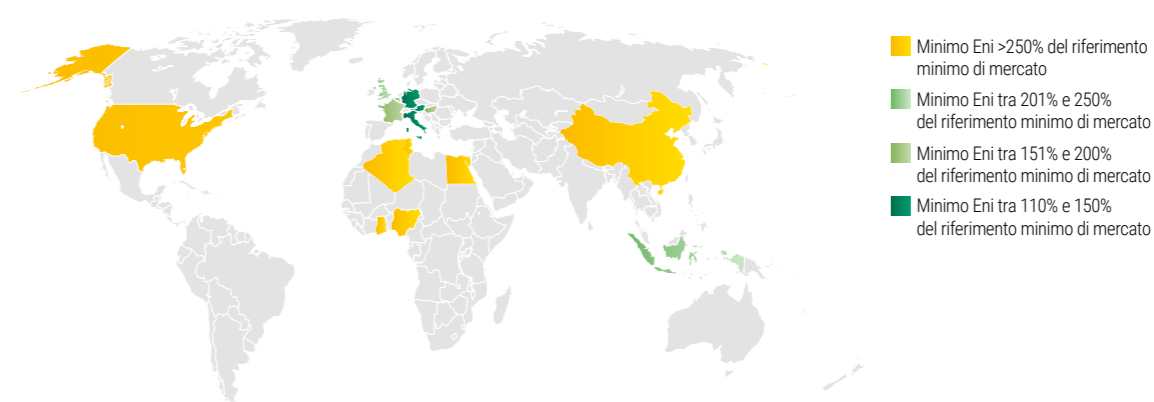 Minimo Eni >250% del riferimento
minimo di mercato
Minimo Eni tra 201% e 250%
del riferimento minimo di mercato
Minimo Eni tra 151% e 200%
del riferimento minimo di mercato
Minimo Eni tra 110% e 150%
del riferimento minimo di mercato